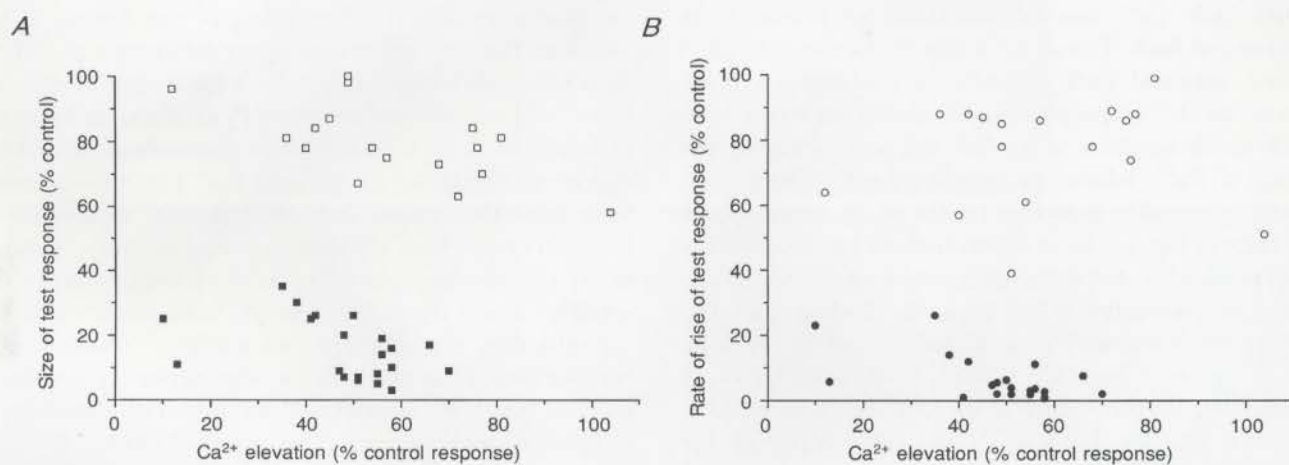 A
Size of test response (% control)
100
80
60
40
20
0
0 20 40 60 80 100
Ca²⁺ elevation (% control response)
B
Rate of rise of test response (% control)
100
80
60
40
20
0
0 20 40 60 80 100
Ca²⁺ elevation (% control response)